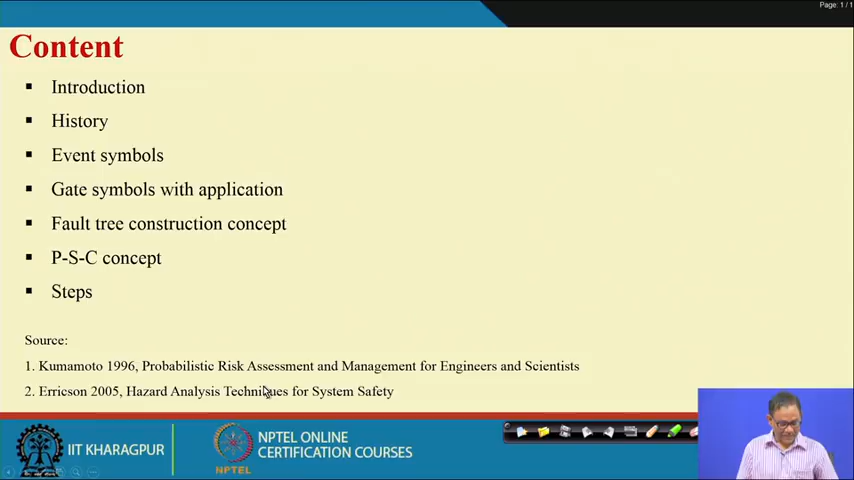 Page: 1 / 1
Content
▪ Introduction
▪ History
▪ Event symbols
▪ Gate symbols with application
▪ Fault tree construction concept
▪ P-S-C concept
▪ Steps
Source:
1. Kumamoto 1996, Probabilistic Risk Assessment and Management for Engineers and Scientists
2. Erricson 2005, Hazard Analysis Techniques for System Safety
IIT KHARAGPUR
NPTEL
NPTEL ONLINE
CERTIFICATION COURSES